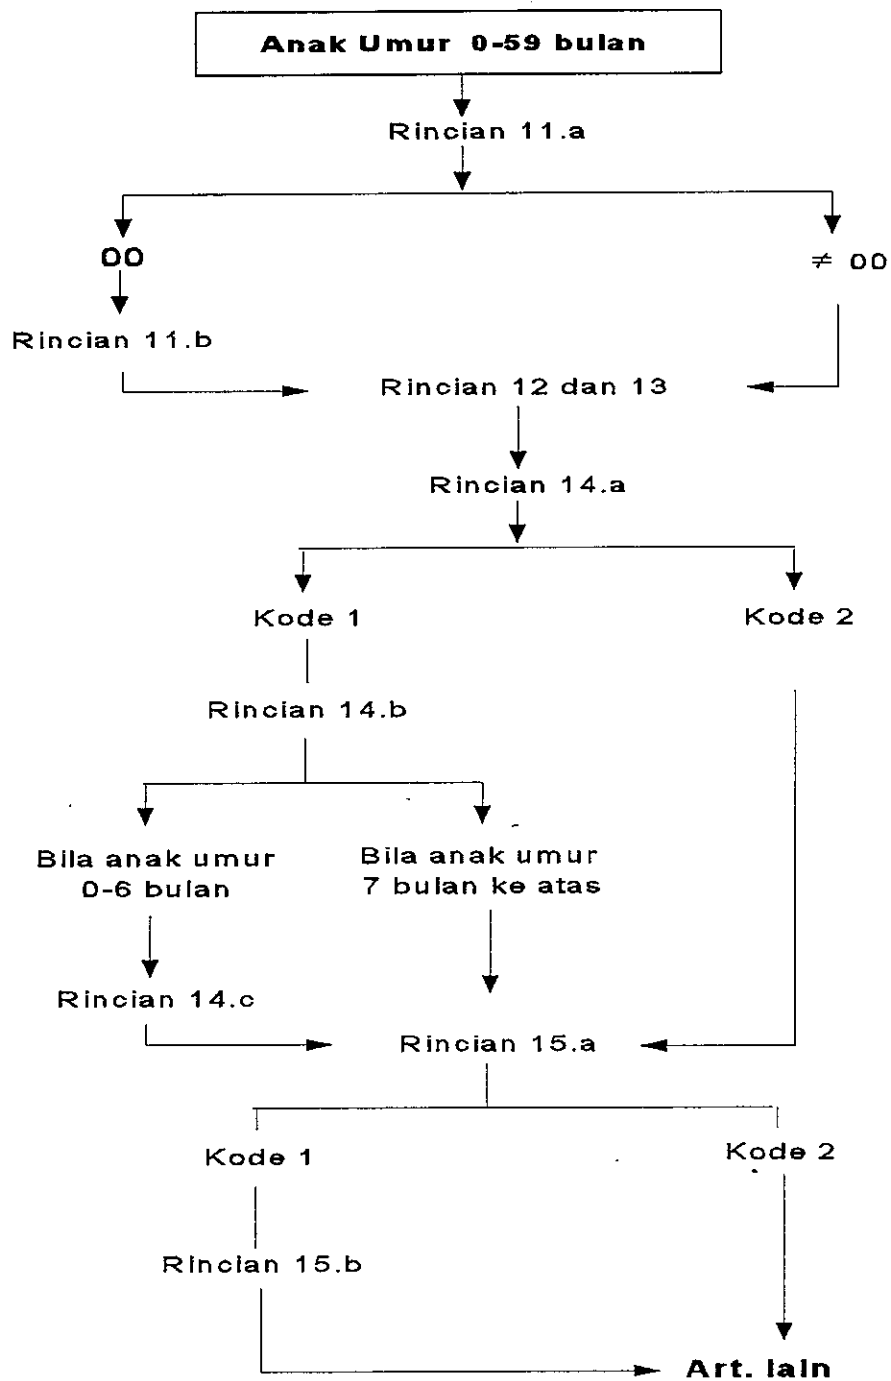 Anak Umur 0-59 bulan
Rincian 11.a
00
≠ 00
Rincian 11.b
Rincian 12 dan 13
Rincian 14.a
Kode 1
Kode 2
Rincian 14.b
Bila anak umur
0-6 bulan
Bila anak umur
7 bulan ke atas
Rincian 14.c
Rincian 15.a
Kode 1
Kode 2
Rincian 15.b
Art. lain